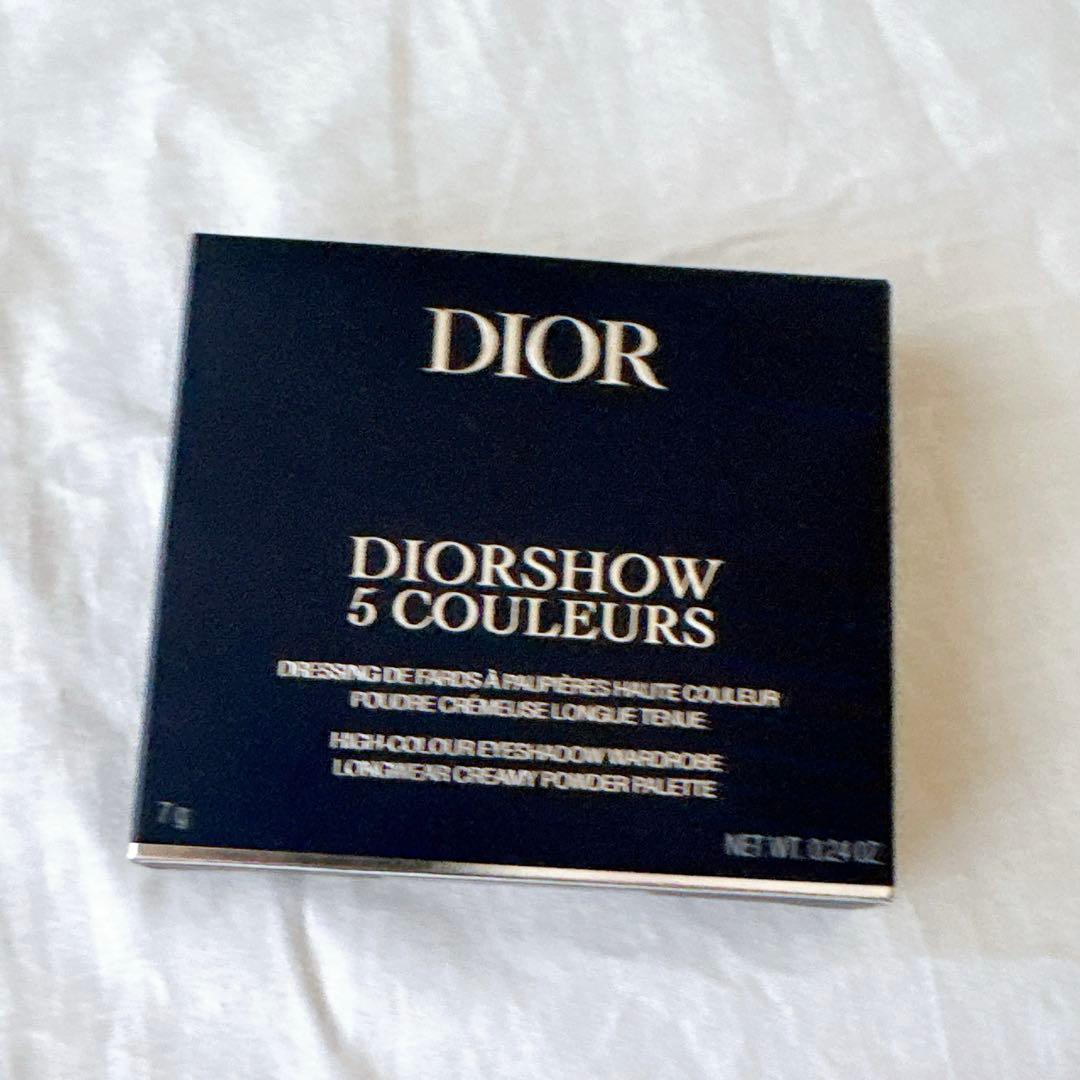 DIOR
DIORSHOW
5 COULEURS
DRESSING DE FARDS À PAUPIÈRES HAUTE COULEUR
POUDRE CRÉMEUSE LONGUE TENUE
HIGH-COLOUR EYESHADOW WARDROBE
LONGWEAR CREAMY POWDER PALETTE
7 g
NET WT. 0.24 OZ